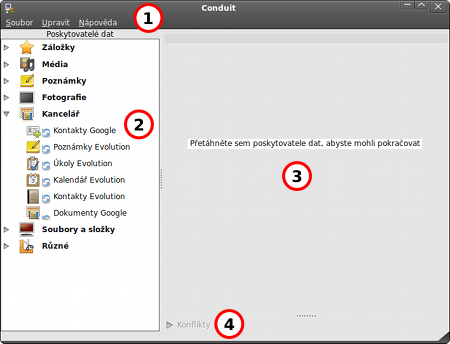 Conduit
Soubor Upravit Nápověda
1
Poskytovatelé dat
Záložky
Média
Poznámky
Fotografie
Kancelář
2
Kontakty Google
Poznámky Evolution
Úkoly Evolution
Kalendář Evolution
Kontakty Evolution
Dokumenty Google
Soubory a složky
Různé
Přetáhněte sem poskytovatele dat, abyste mohli pokračovat
3
Konflikty
4